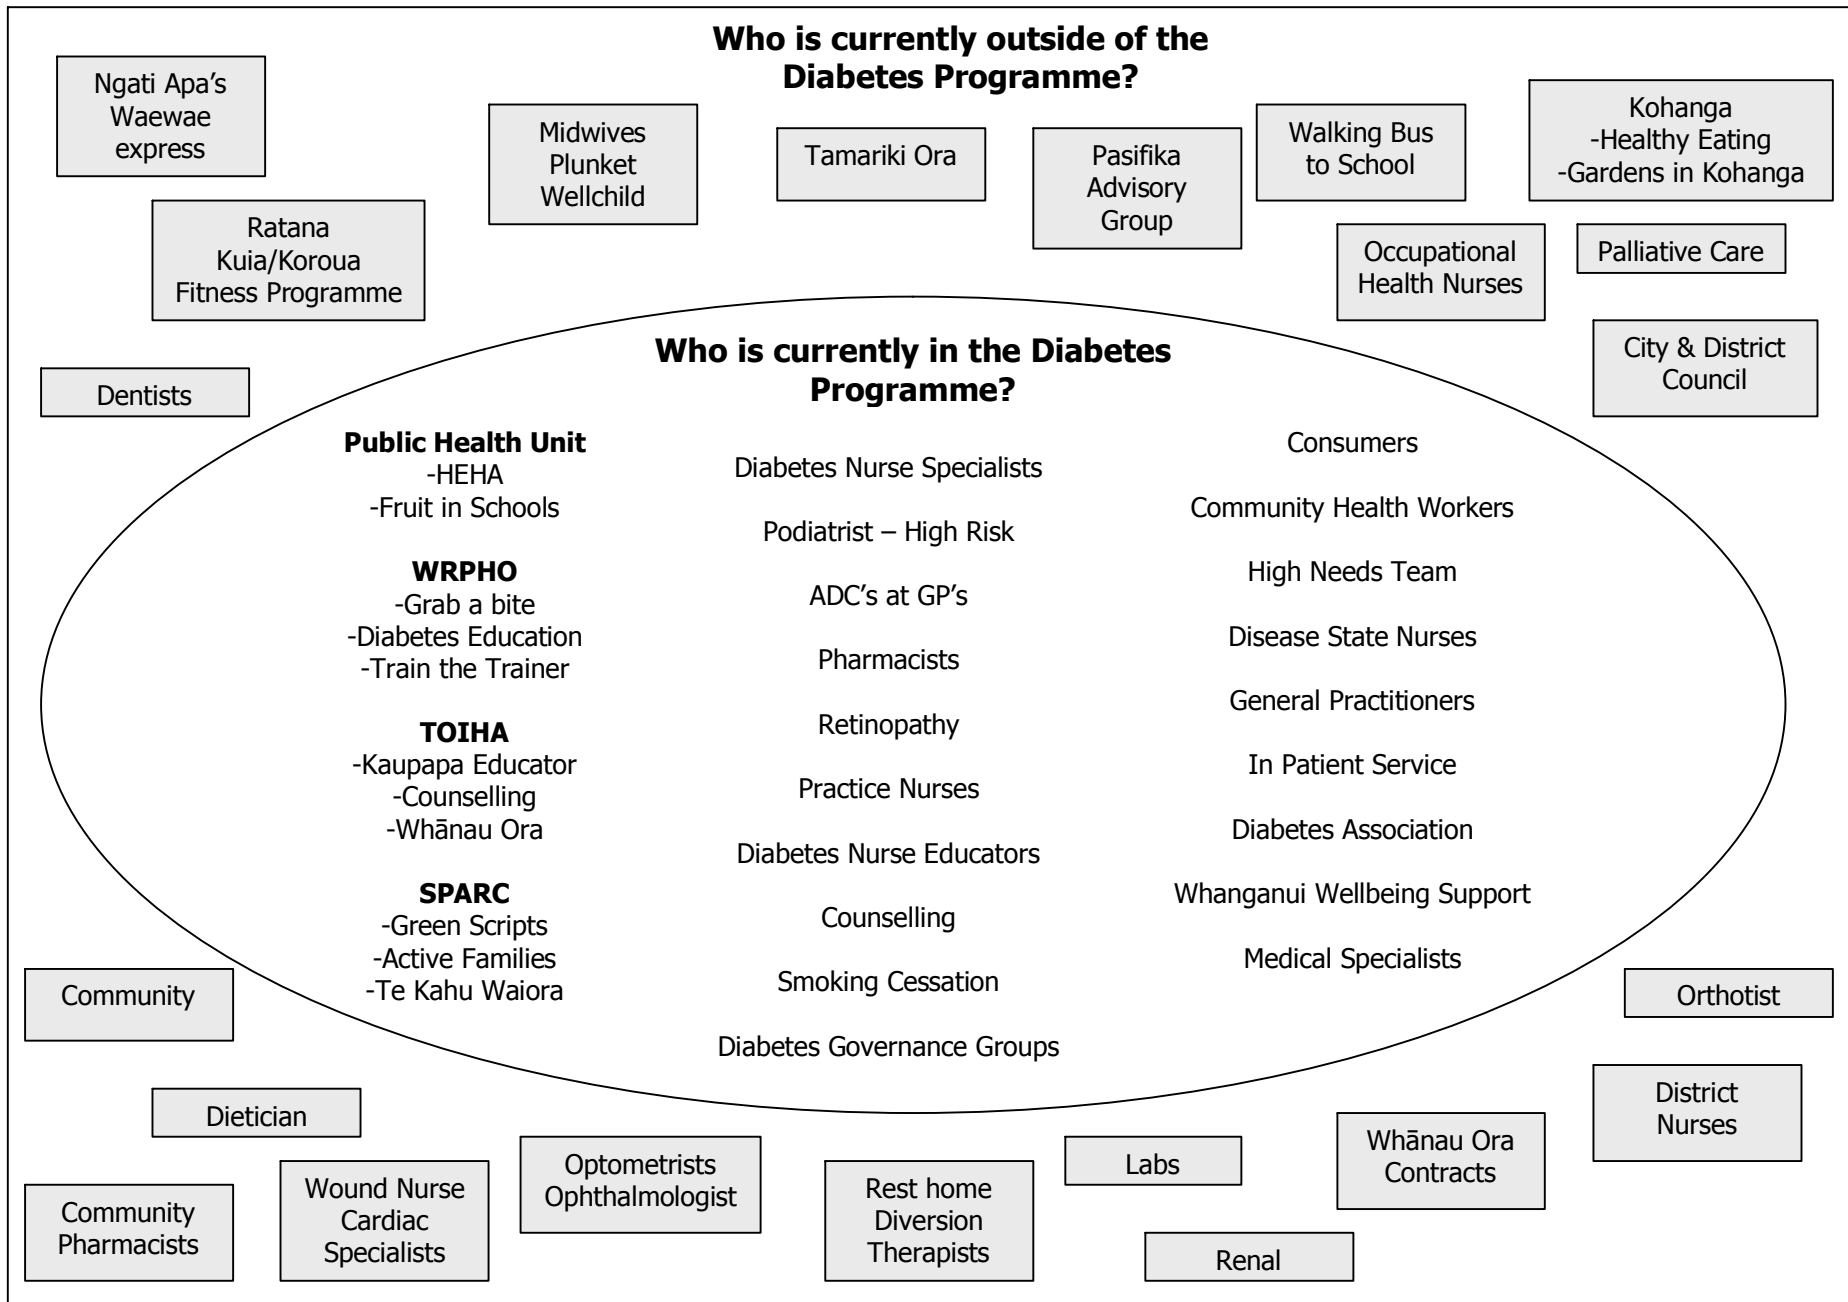 Who is currently outside of the
Diabetes Programme?
Ngati Apa's
Waewae
express
Midwives
Plunket
Wellchild
Tamariki Ora
Pasifika
Advisory
Group
Walking Bus
to School
Kohanga
-Healthy Eating
-Gardens in Kohanga
Ratana
Kuia/Koroua
Fitness Programme
Occupational
Health Nurses
Palliative Care
City & District
Council
Dentists
Who is currently in the Diabetes
Programme?
Public Health Unit
-HEHA
-Fruit in Schools
WRPHO
-Grab a bite
-Diabetes Education
-Train the Trainer
TOIHA
-Kaupapa Educator
-Counselling
-Whānau Ora
SPARC
-Green Scripts
-Active Families
-Te Kahu Waiora
Diabetes Nurse Specialists
Podiatrist – High Risk
ADC's at GP's
Pharmacists
Retinopathy
Practice Nurses
Diabetes Nurse Educators
Counselling
Smoking Cessation
Diabetes Governance Groups
Consumers
Community Health Workers
High Needs Team
Disease State Nurses
General Practitioners
In Patient Service
Diabetes Association
Whanganui Wellbeing Support
Medical Specialists
Community
Orthotist
Dietician
District
Nurses
Community
Pharmacists
Wound Nurse
Cardiac
Specialists
Optometrists
Ophthalmologist
Rest home
Diversion
Therapists
Labs
Whānau Ora
Contracts
Renal